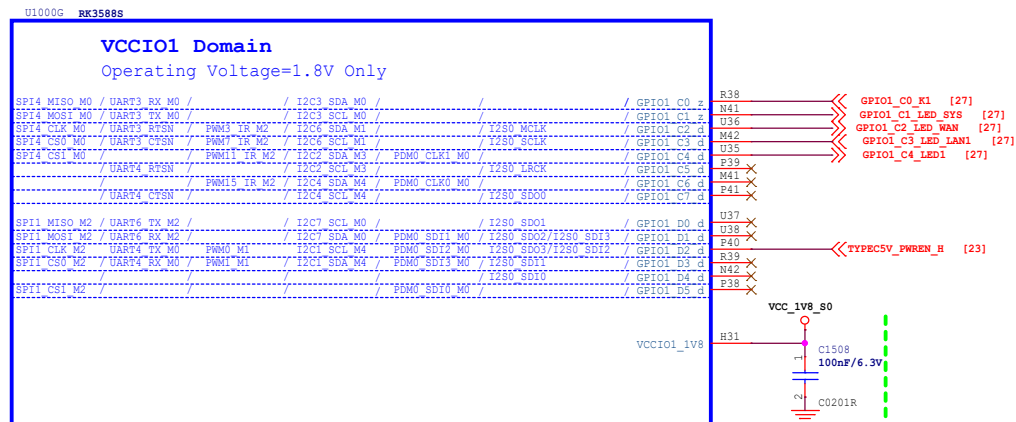 U1000G RK3588S
VCCIO1 Domain
Operating Voltage=1.8V Only
SPI4_MISO_M0 / UART3_RX_M0 / / I2C3_SDA_M0 / / / GPIO1_C0_z R38 GPIO1_C0_K1 [27]
SPI4_MOSI_M0 / UART3_TX_M0 / / I2C3_SCL_M0 / / / GPIO1_C1_z N41 GPIO1_C1_LED_SYS [27]
SPI4_CLK_M0 / UART3_RTSN / PWM3_IR_M2 / I2C6_SDA_M1 / / I2S0_MCLK / GPIO1_C2_d U36 GPIO1_C2_LED_WAN [27]
SPI4_CS0_M0 / UART3_CTSN / PWM7_IR_M2 / I2C6_SCL_M1 / / I2S0_SCLK / GPIO1_C3_d M42 GPIO1_C3_LED_LAN1 [27]
SPI4_CS1_M0 / / PWM11_IR_M2 / I2C2_SDA_M3 / PDM0_CLK1_M0 / / GPIO1_C4_d U35 GPIO1_C4_LED1 [27]
/ UART4_RTSN / / I2C2_SCL_M3 / / I2S0_LRCK / GPIO1_C5_d P39
/ / PWM15_IR_M2 / I2C4_SDA_M4 / PDM0_CLK0_M0 / / GPIO1_C6_d M41
/ UART4_CTSN / / I2C4_SCL_M4 / / I2S0_SDO0 / GPIO1_C7_d P41
SPI1_MISO_M2 / UART6_TX_M2 / / I2C7_SCL_M0 / / I2S0_SDO1 / GPIO1_D0_d U37
SPI1_MOSI_M2 / UART6_RX_M2 / / I2C7_SDA_M0 / PDM0_SDI1_M0 / I2S0_SDO2/I2S0_SDI3 / GPIO1_D1_d U38
SPI1_CLK_M2 / UART4_TX_M0 / PWM0_M1 / I2C1_SCL_M4 / PDM0_SDI2_M0 / I2S0_SDO3/I2S0_SDI2 / GPIO1_D2_d P40 TYPEC5V_PWREN_H [23]
SPI1_CS0_M2 / UART4_RX_M0 / PWM1_M1 / I2C1_SDA_M4 / PDM0_SDI3_M0 / I2S0_SDI1 / GPIO1_D3_d R39
/ / / / / I2S0_SDI0 / GPIO1_D4_d N42
SPI1_CS1_M2 / / / / PDM0_SDI0_M0 / / GPIO1_D5_d P38
VCC_1V8_S0
VCCIO1_1V8 H31
C1508
1 100nF/6.3V
2 C0201R